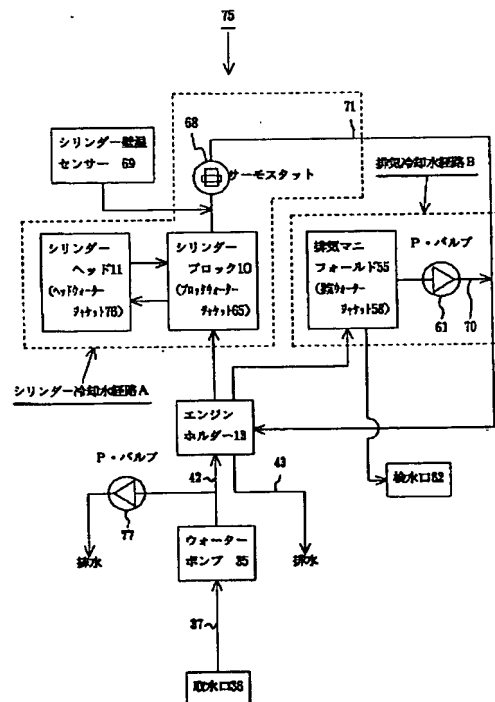 75
68
71
シリンダー壁温
センサー 69
サーモスタット
排気冷却水経路B
シリンダー
ヘッド11
(ヘッドウォーター
ジャケット76)
シリンダー
ブロック10
(ブロックウォーター
ジャケット65)
排気マニ
フォールド55
(排気ウォーター
ジャケット58)
P・バルブ
61
70
シリンダー冷却水経路A
エンジン
ホルダー13
P・バルブ
77
42
43
検水口62
排水
ウォーター
ポンプ 35
排水
37
取水口36